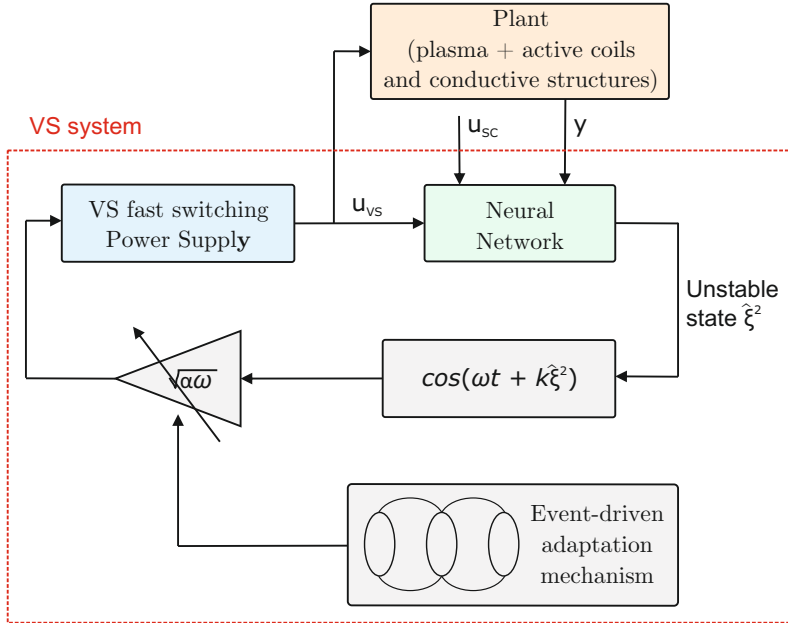 Plant
(plasma + active coils
and conductive structures)
VS system
u_sc
y
VS fast switching
Power Supply
u_vs
Neural
Network
Unstable
state ξ̂²
√αω
cos(ωt + kξ̂²)
Event-driven
adaptation
mechanism